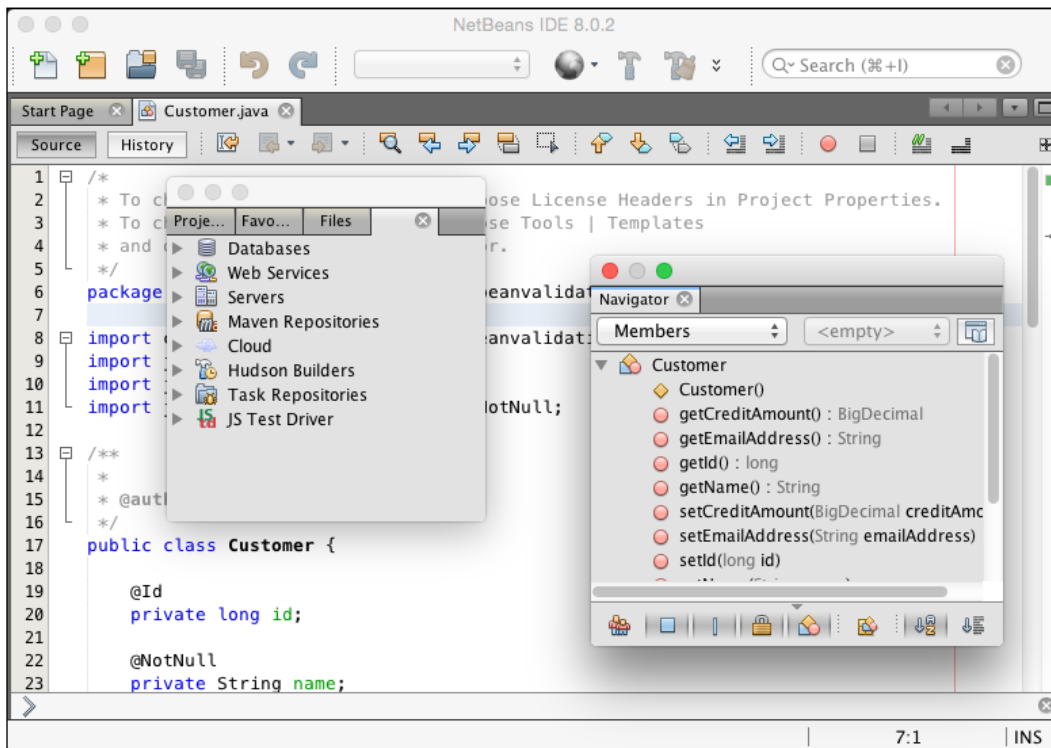 NetBeans IDE 8.0.2
Search (⌘+I)
Start Page
Customer.java
Source
History
1 /*
2 * To c ose License Headers in Project Properties.
3 * To c se Tools | Templates
4 * and r.
5 */
6 package beanvalidat
7
8 import eanvalidati
9 import
10 import
11 import NotNull;
12
13 /**
14 *
15 * @aut
16 */
17 public class Customer {
18
19 @Id
20 private long id;
21
22 @NotNull
23 private String name;
Proje...
Favo...
Files
Databases
Web Services
Servers
Maven Repositories
Cloud
Hudson Builders
Task Repositories
JS Test Driver
Navigator
Members
<empty>
Customer
Customer()
getCreditAmount() : BigDecimal
getEmailAddress() : String
getId() : long
getName() : String
setCreditAmount(BigDecimal creditAmo
setEmailAddress(String emailAddress)
setId(long id)
7:1
INS